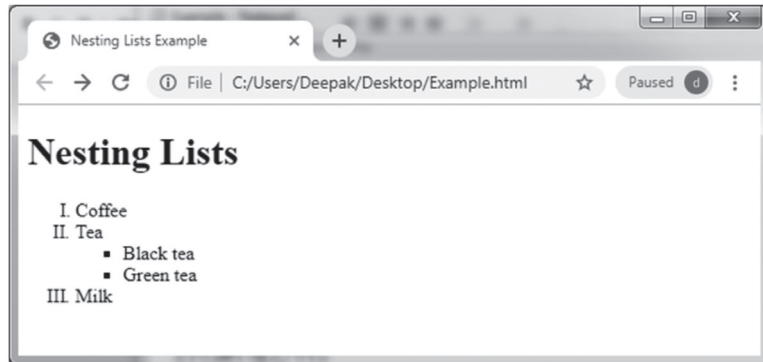 Nesting Lists Example
File | C:/Users/Deepak/Desktop/Example.html Paused d
Nesting Lists
I. Coffee
II. Tea
▪ Black tea
▪ Green tea
III. Milk